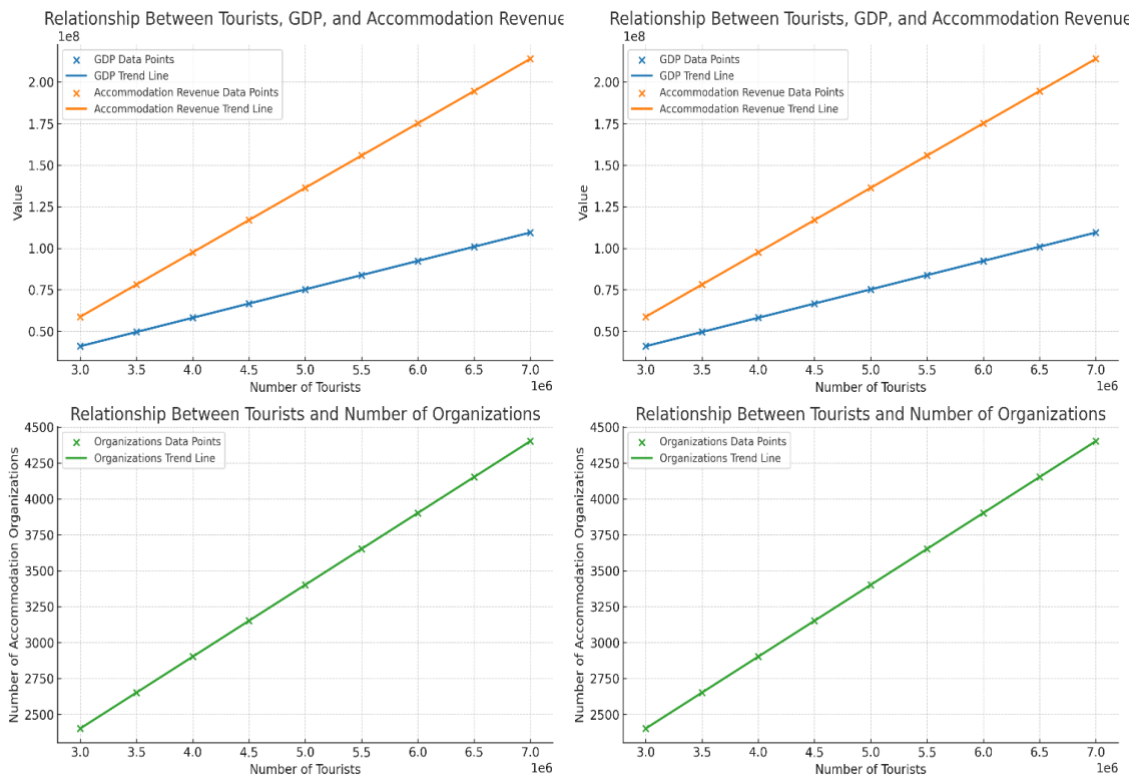 Relationship Between Tourists, GDP, and Accommodation Revenue
1e8
GDP Data Points
GDP Trend Line
Accommodation Revenue Data Points
Accommodation Revenue Trend Line
2.00
1.75
1.50
1.25
1.00
0.75
0.50
Value
3.0 3.5 4.0 4.5 5.0 5.5 6.0 6.5 7.0
Number of Tourists
1e6
Relationship Between Tourists, GDP, and Accommodation Revenue
1e8
GDP Data Points
GDP Trend Line
Accommodation Revenue Data Points
Accommodation Revenue Trend Line
2.00
1.75
1.50
1.25
1.00
0.75
0.50
Value
3.0 3.5 4.0 4.5 5.0 5.5 6.0 6.5 7.0
Number of Tourists
1e6
Relationship Between Tourists and Number of Organizations
Organizations Data Points
Organizations Trend Line
4500
4250
4000
3750
3500
3250
3000
2750
2500
Number of Accommodation Organizations
3.0 3.5 4.0 4.5 5.0 5.5 6.0 6.5 7.0
Number of Tourists
1e6
Relationship Between Tourists and Number of Organizations
Organizations Data Points
Organizations Trend Line
4500
4250
4000
3750
3500
3250
3000
2750
2500
Number of Accommodation Organizations
3.0 3.5 4.0 4.5 5.0 5.5 6.0 6.5 7.0
Number of Tourists
1e6